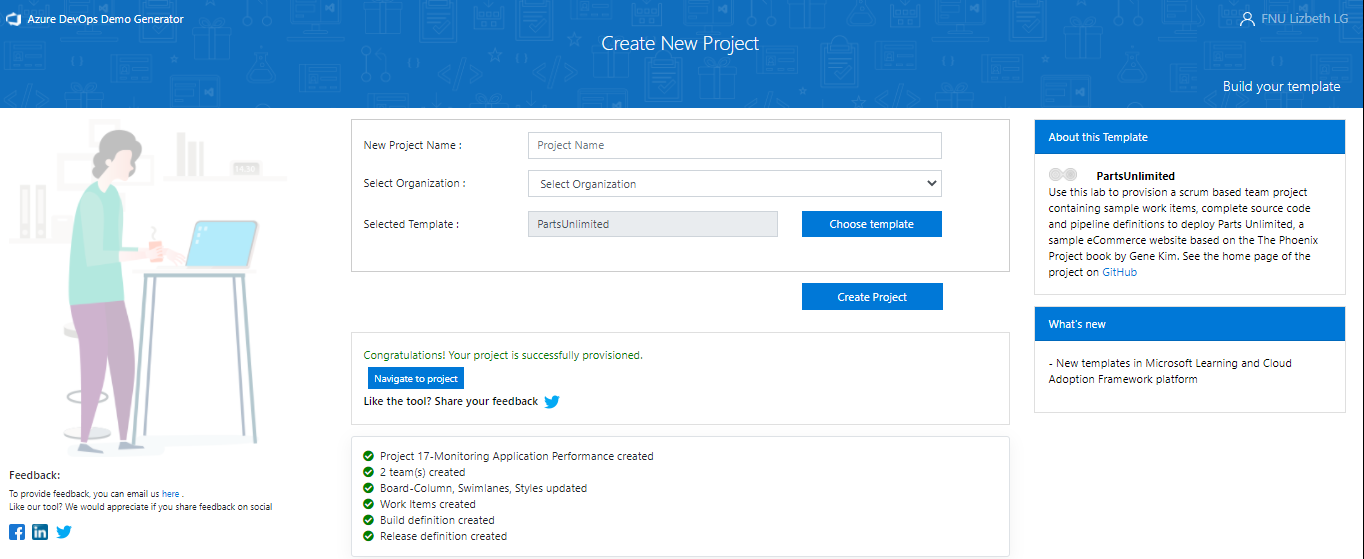 Azure DevOps Demo Generator
FNU Lizbeth LG
Create New Project
Build your template
New Project Name :
Project Name
Select Organization :
Select Organization
Selected Template :
PartsUnlimited
Choose template
Create Project
Congratulations! Your project is successfully provisioned.
Navigate to project
Like the tool? Share your feedback
Project 17-Monitoring Application Performance created
2 team(s) created
Board-Column, Swimlanes, Styles updated
Work Items created
Build definition created
Release definition created
About this Template
PartsUnlimited
Use this lab to provision a scrum based team project
containing sample work items, complete source code
and pipeline definitions to deploy Parts Unlimited, a
sample eCommerce website based on the The Phoenix
Project book by Gene Kim. See the home page of the
project on GitHub
What's new
- New templates in Microsoft Learning and Cloud
Adoption Framework platform
Feedback:
To provide feedback, you can email us here .
Like our tool? We would appreciate if you share feedback on social